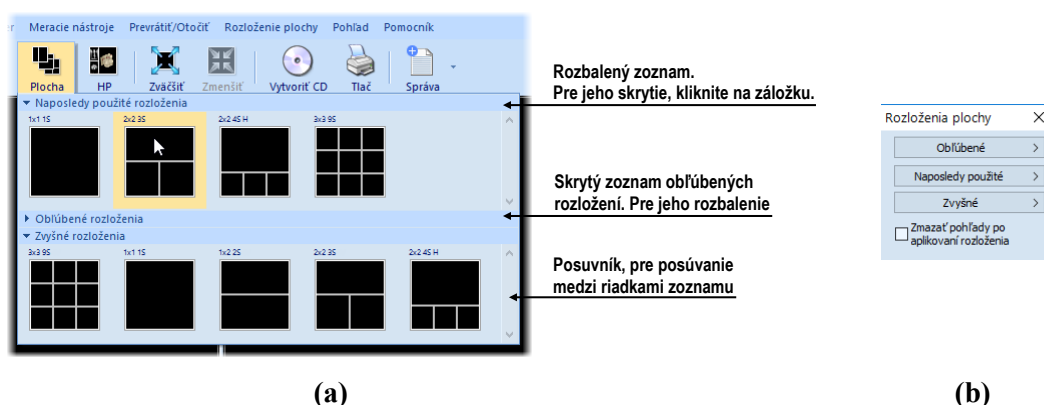 Meracie nástroje Prevrátiť/Otočiť Rozloženie plochy Pohľad Pomocník
Plocha HP Zväčšiť Zmenšiť Vytvoriť CD Tlač Správa
Naposledy použité rozloženia
1x1 1S 2x2 3S 2x2 4S H 3x3 9S
Obľúbené rozloženia
Zvyšné rozloženia
3x3 9S 1x1 1S 1x2 2S 2x2 3S 2x2 4S H
Rozbalený zoznam.
Pre jeho skrytie, kliknite na záložku.
Skrytý zoznam obľúbených
rozložení. Pre jeho rozbalenie
Posuvník, pre posúvanie
medzi riadkami zoznamu
(a)
Rozloženia plochy
Obľúbené
Naposledy použité
Zvyšné
Zmazať pohľady po
aplikovaní rozloženia
(b)